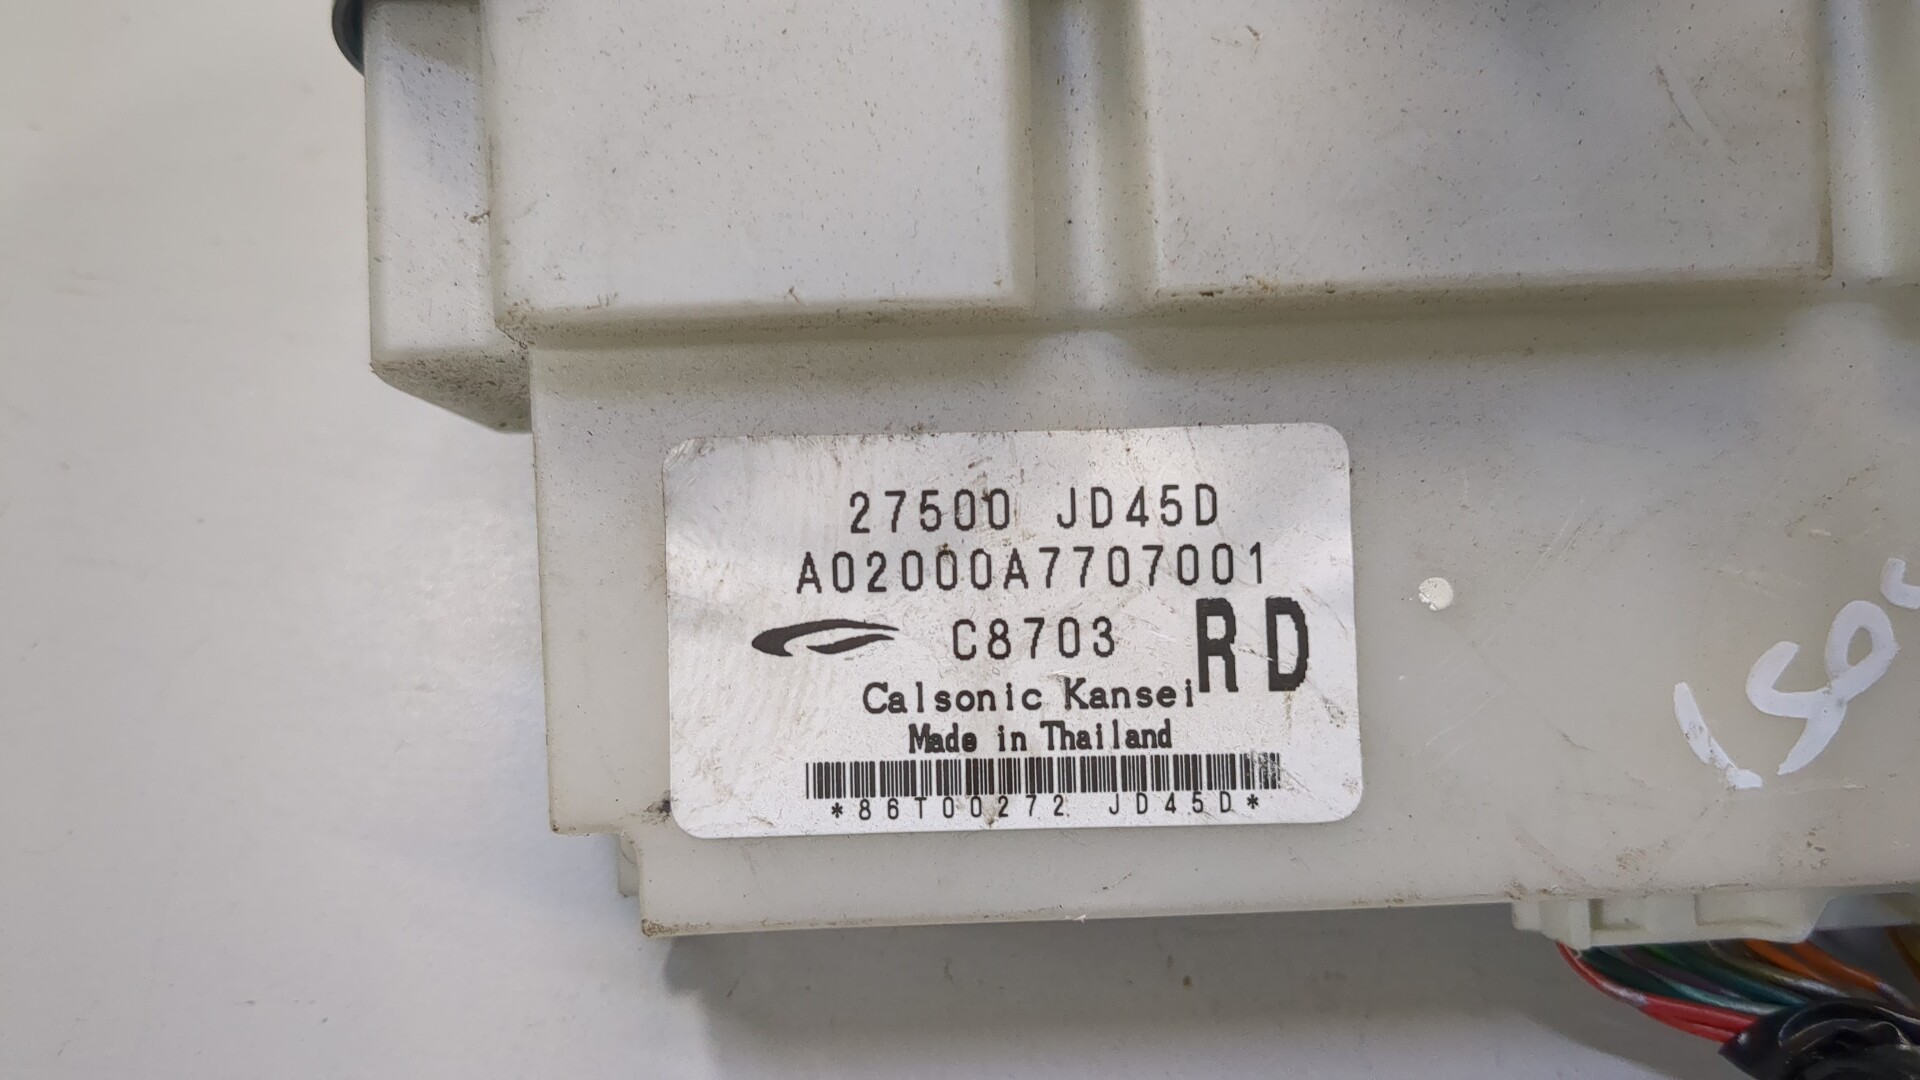 27500 JD45D
A02000A7707001
C8703 RD
Calsonic Kansei
Made in Thailand
*86T00272 JD45D*